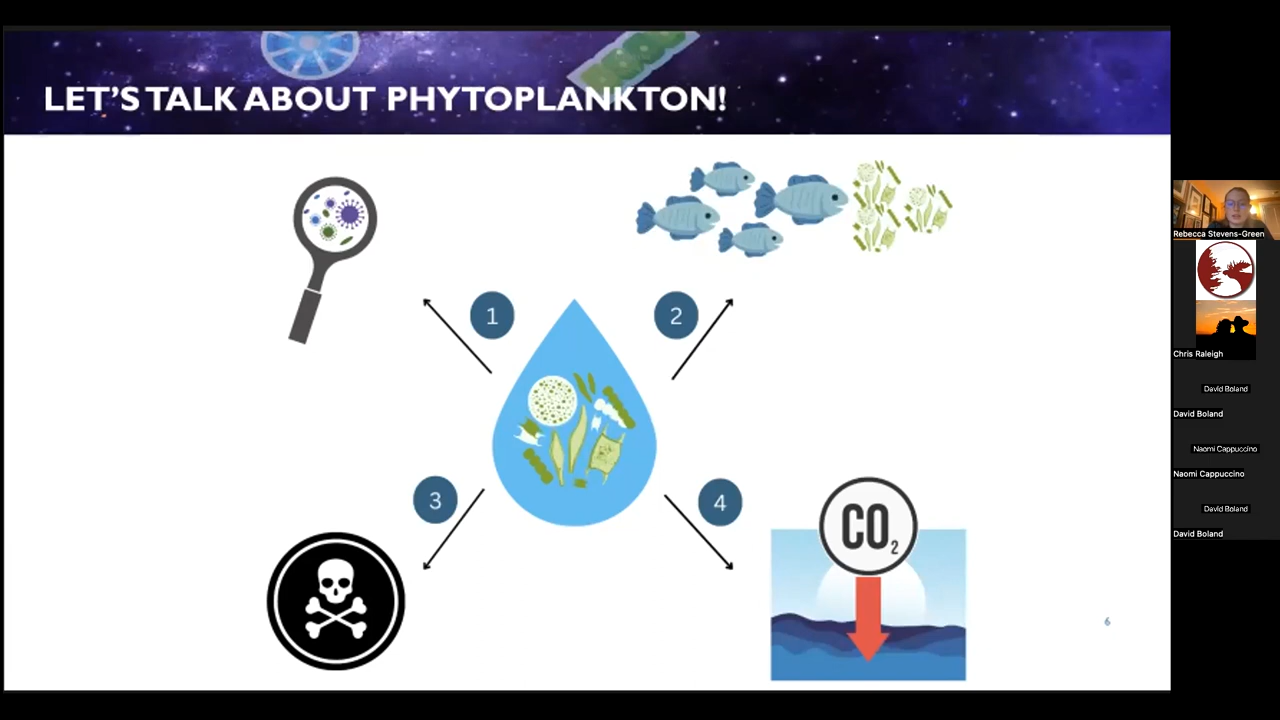 LET'S TALK ABOUT PHYTOPLANKTON!
1
2
3
4
CO2
6
Rebecca Stevens-Green
Chris Raleigh
David Boland
David Boland
Naomi Cappuccino
Naomi Cappuccino
David Boland
David Boland